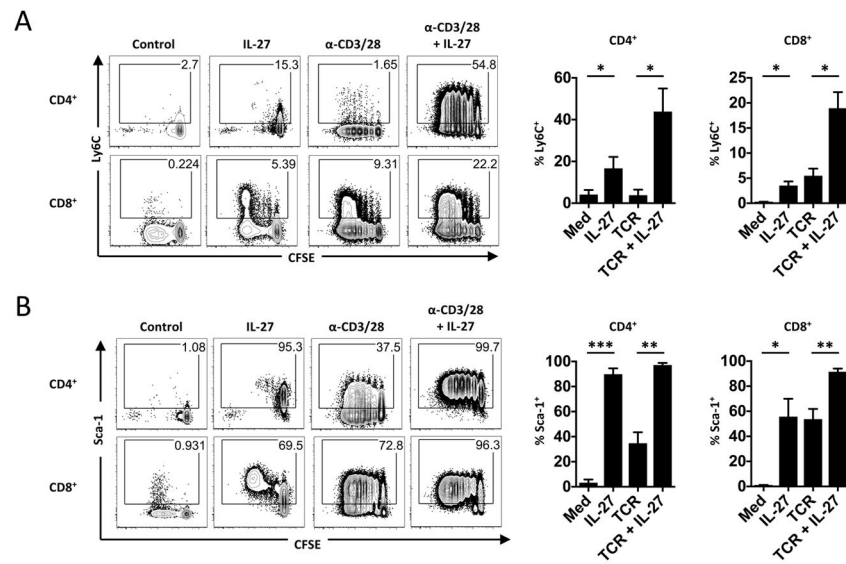 A
Control IL-27 α-CD3/28 α-CD3/28 + IL-27
CD4⁺
2.7 15.3 1.65 54.8
CD8⁺
0.224 5.39 9.31 22.2
Ly6C
CFSE
CD4⁺
% Ly6C⁺
60
40
20
0
* *
Med IL-27 TCR TCR + IL-27
CD8⁺
% Ly6C⁺
25
20
15
10
5
0
* *
Med IL-27 TCR TCR + IL-27
B
Control IL-27 α-CD3/28 α-CD3/28 + IL-27
CD4⁺
1.08 95.3 37.5 99.7
CD8⁺
0.931 69.5 72.8 96.3
Sca-1
CFSE
CD4⁺
% Sca-1⁺
100
80
60
40
20
0
*** **
Med IL-27 TCR TCR + IL-27
CD8⁺
% Sca-1⁺
100
80
60
40
20
0
* **
Med IL-27 TCR TCR + IL-27